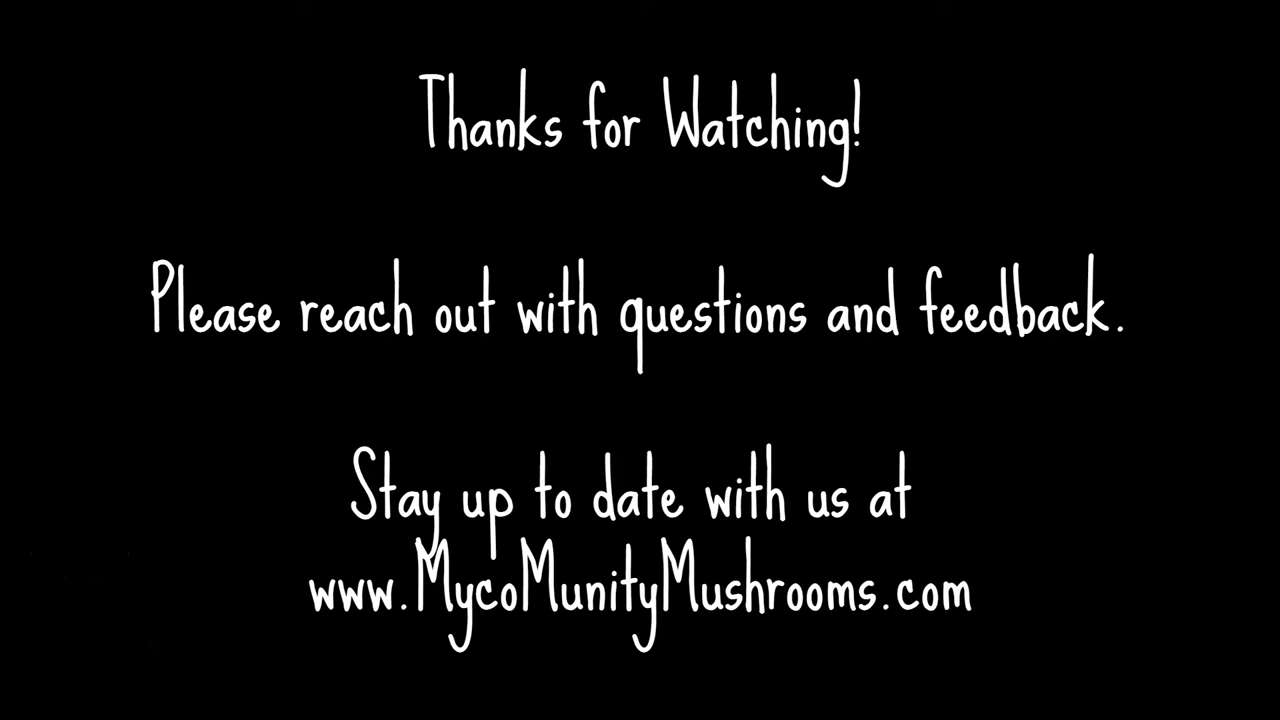 Thanks for Watching!
Please reach out with questions and feedback.
Stay up to date with us at
www.MycoMunityMushrooms.com